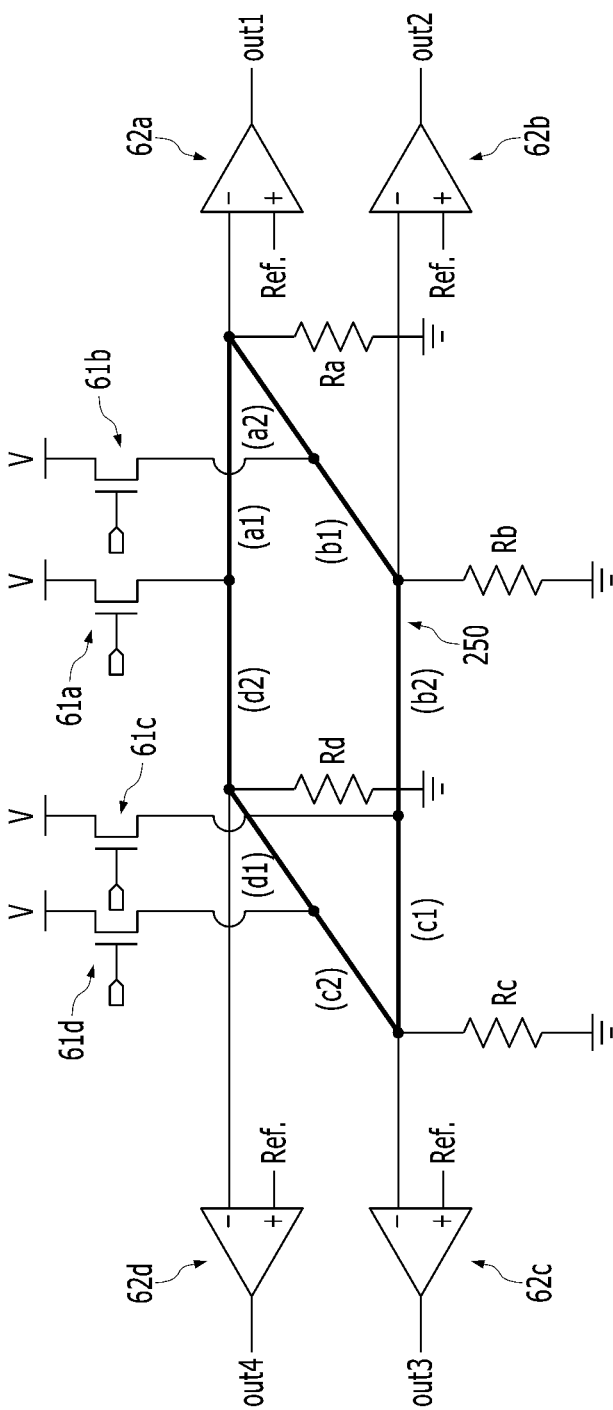 V
V
V
V
61d
61a
61b
61c
62d
62a
-
-
out4
(d1)
(d2)
(a1)
(a2)
out1
+
Ref.
Ref.
+
(c2)
Rd
(b1)
Ra
-
-
out3
(c1)
(b2)
out2
+
Ref.
Ref.
+
250
Rc
Rb
62c
62b